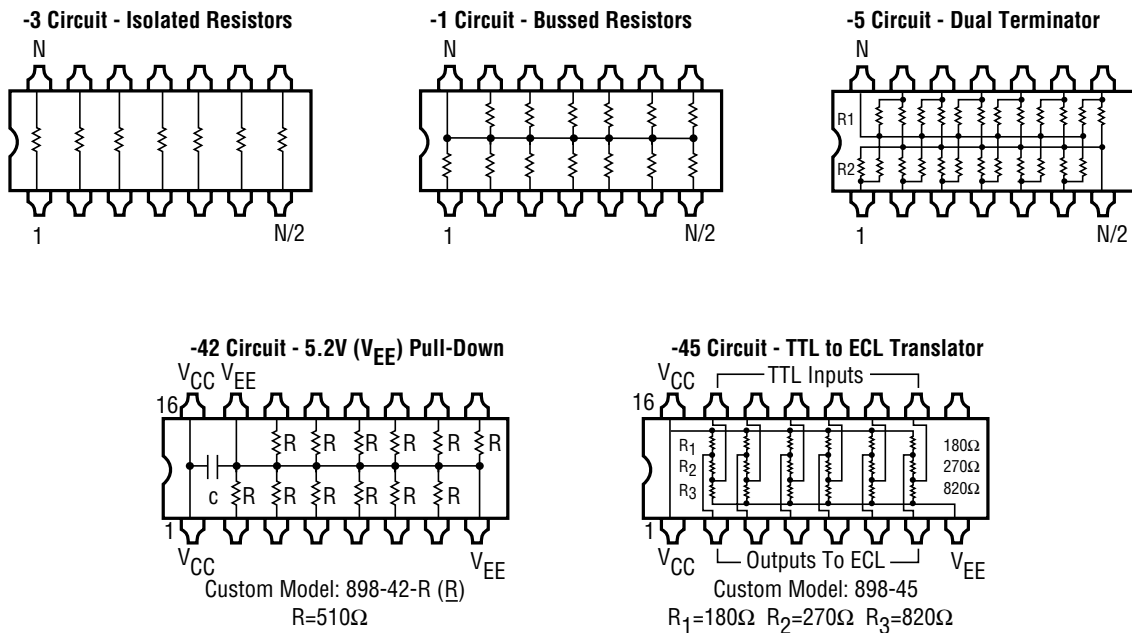 -3 Circuit - Isolated Resistors
N
1
N/2
-1 Circuit - Bussed Resistors
N
1
N/2
-5 Circuit - Dual Terminator
N
R1
R2
1
N/2
-42 Circuit - 5.2V (VEE) Pull-Down
VCC VEE
16
R R R R R R
C R R R R R R
1
VCC
VEE
Custom Model: 898-42-R (R)
R=510Ω
-45 Circuit - TTL to ECL Translator
VCC
TTL Inputs
16
R1 180Ω
R2 270Ω
R3 820Ω
1
VCC
Outputs To ECL
VEE
Custom Model: 898-45
R1=180Ω R2=270Ω R3=820Ω